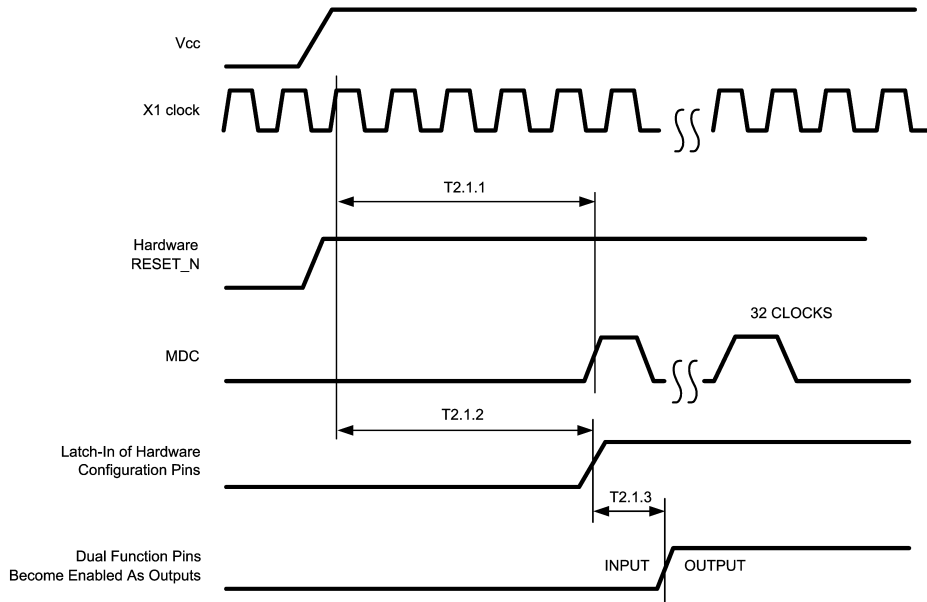 Vcc
X1 clock
T2.1.1
Hardware
RESET_N
32 CLOCKS
MDC
T2.1.2
Latch-In of Hardware
Configuration Pins
T2.1.3
Dual Function Pins
Become Enabled As Outputs
INPUT
OUTPUT